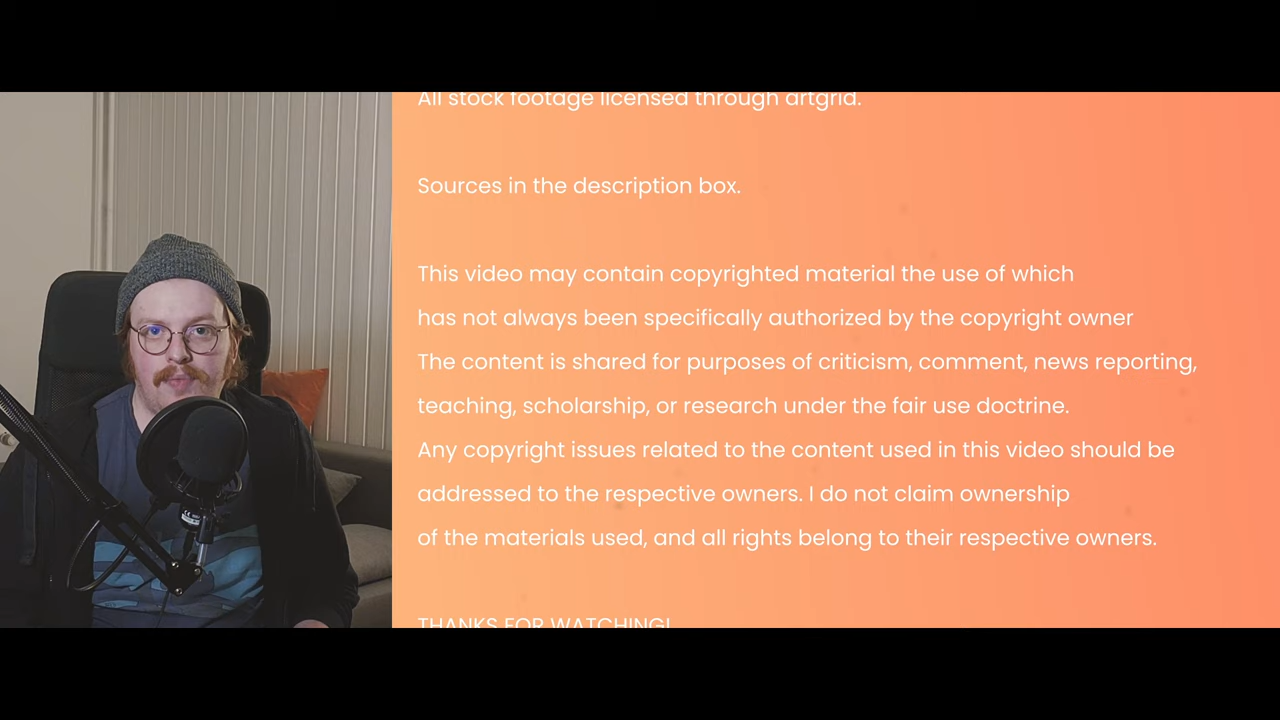 All stock footage licensed through artgrid.
Sources in the description box.
This video may contain copyrighted material the use of which
has not always been specifically authorized by the copyright owner
The content is shared for purposes of criticism, comment, news reporting,
teaching, scholarship, or research under the fair use doctrine.
Any copyright issues related to the content used in this video should be
addressed to the respective owners. I do not claim ownership
of the materials used, and all rights belong to their respective owners.
THANKS FOR WATCHING!